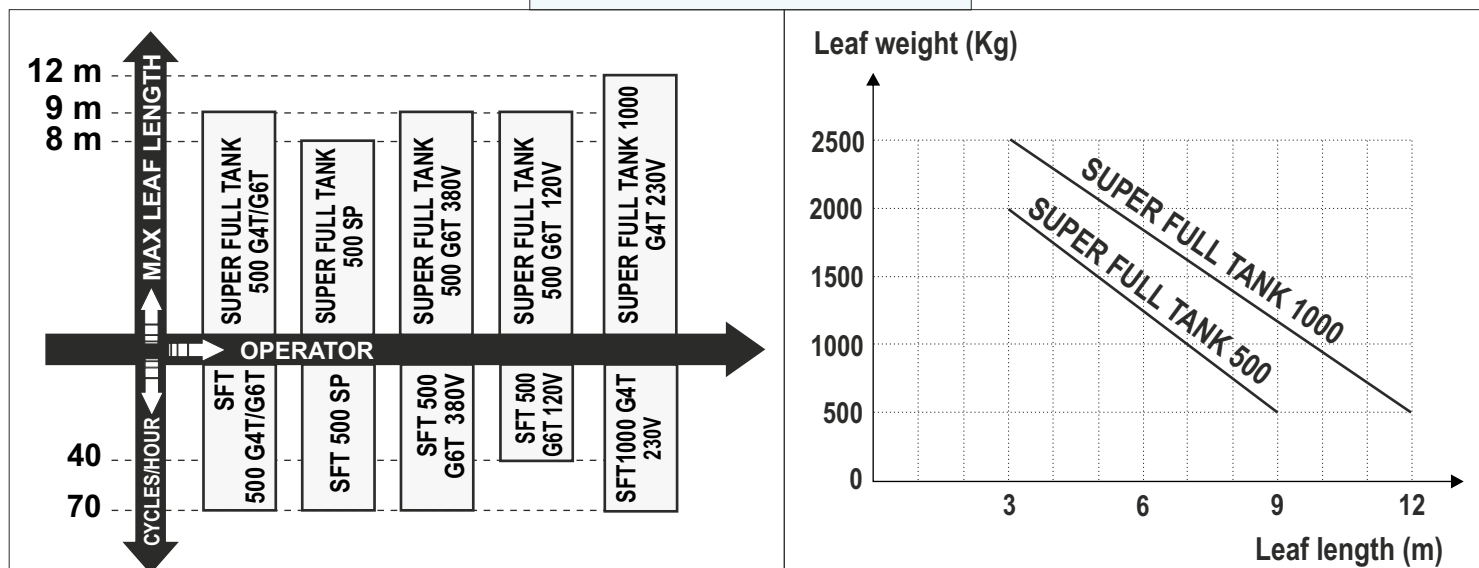 12 m
9 m
8 m
MAX LEAF LENGTH
SUPER FULL TANK
500 G4T/G6T
SUPER FULL TANK
500 SP
SUPER FULL TANK
500 G6T 380V
SUPER FULL TANK
500 G6T 120V
SUPER FULL TANK 1000
G4T 230V
OPERATOR
CYCLES/HOUR
40
70
SFT
500 G4T/G6T
SFT 500 SP
SFT 500
G6T 380V
SFT 500
G6T 120V
SFT1000 G4T
230V
Leaf weight (Kg)
2500
2000
1500
1000
500
0
SUPER FULL TANK 1000
SUPER FULL TANK 500
3
6
9
12
Leaf length (m)